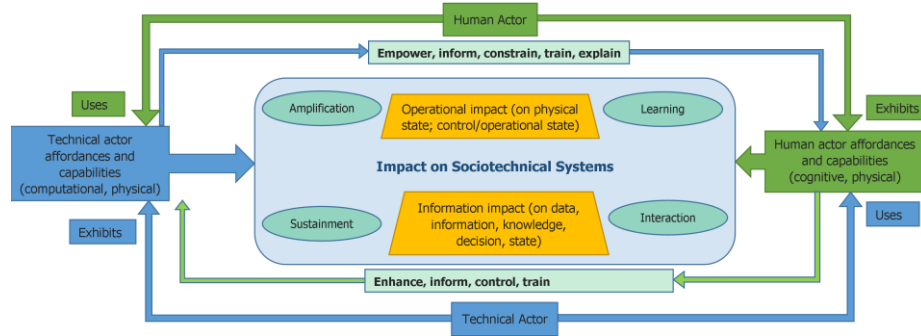 Human Actor
Empower, inform, constrain, train, explain
Uses
Exhibits
Amplification
Operational impact (on physical
state; control/operational state)
Learning
Technical actor
affordances and
capabilities
(computational, physical)
Impact on Sociotechnical Systems
Human actor affordances
and capabilities
(cognitive, physical)
Sustainment
Information impact (on data,
information, knowledge,
decision, state)
Interaction
Exhibits
Uses
Enhance, inform, control, train
Technical Actor